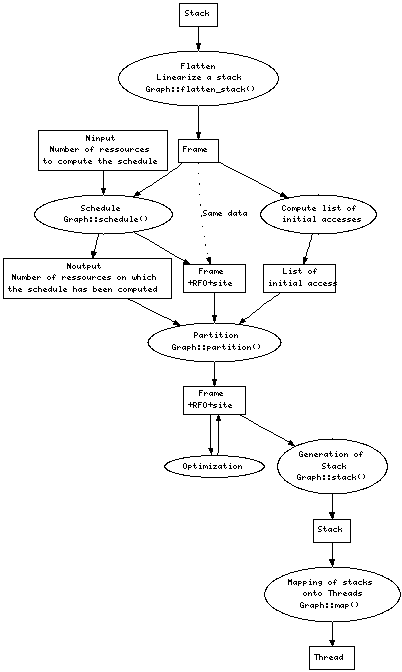 Stack
Flatten
Linearize a stack
Graph::flatten_stack()
Ninput
Number of ressources
to compute the schedule
Frame
Schedule
Graph::schedule()
Same data
Compute list of
initial accesses
Noutput
Number of ressources on which
the schedule has been computed
Frame
+RFO+site
List of
initial access
Partition
Graph::partition()
Frame
+RFO+site
Optimization
Generation of
Stack
Graph::stack()
Stack
Mapping of stacks
onto Threads
Graph::map()
Thread